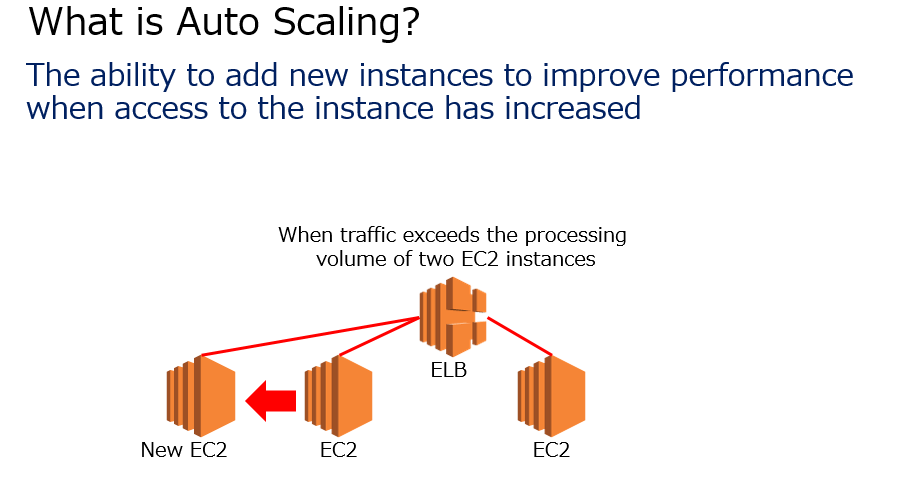 What is Auto Scaling?
The ability to add new instances to improve performance
when access to the instance has increased
When traffic exceeds the processing
volume of two EC2 instances
ELB
New EC2
EC2
EC2